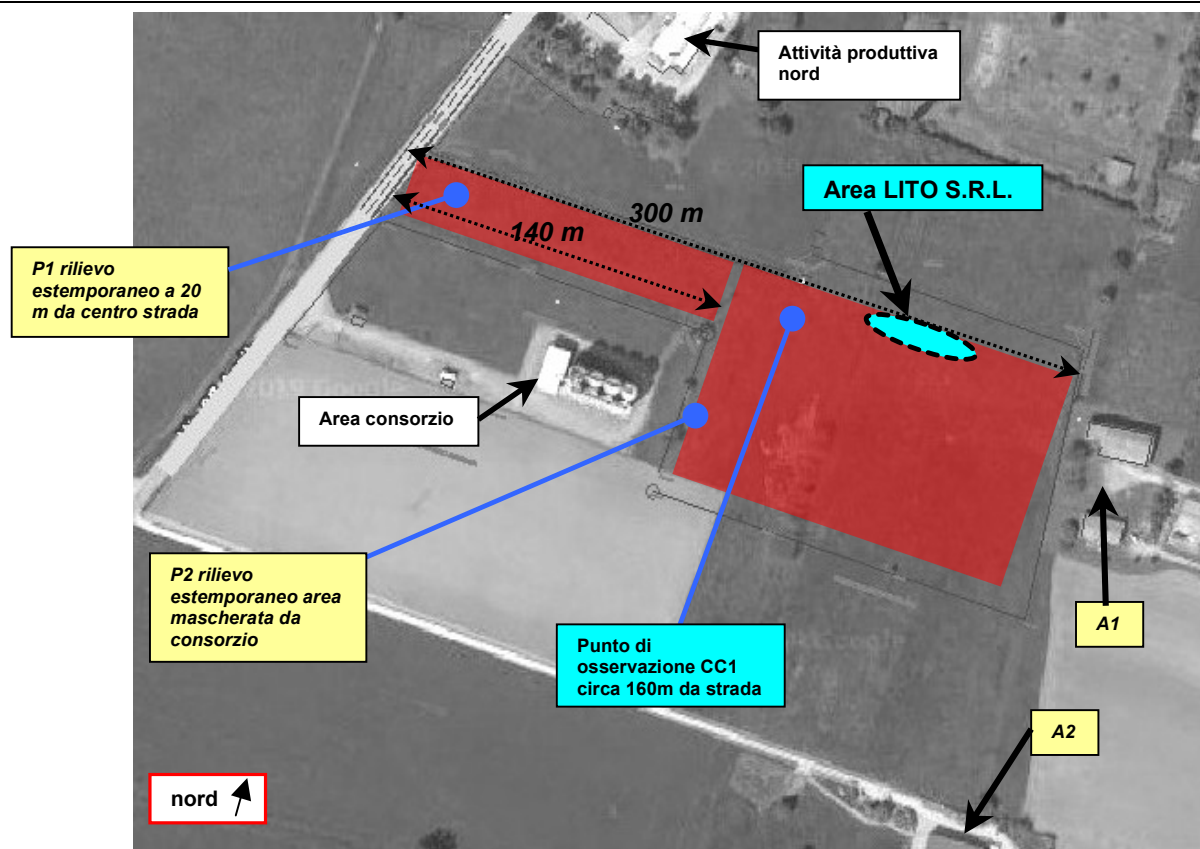 Attività produttiva
nord
Area LITO S.R.L.
300 m
140 m
P1 rilievo
estemporaneo a 20
m da centro strada
Area consorzio
P2 rilievo
estemporaneo area
mascherata da
consorzio
Punto di
osservazione CC1
circa 160m da strada
A1
A2
nord